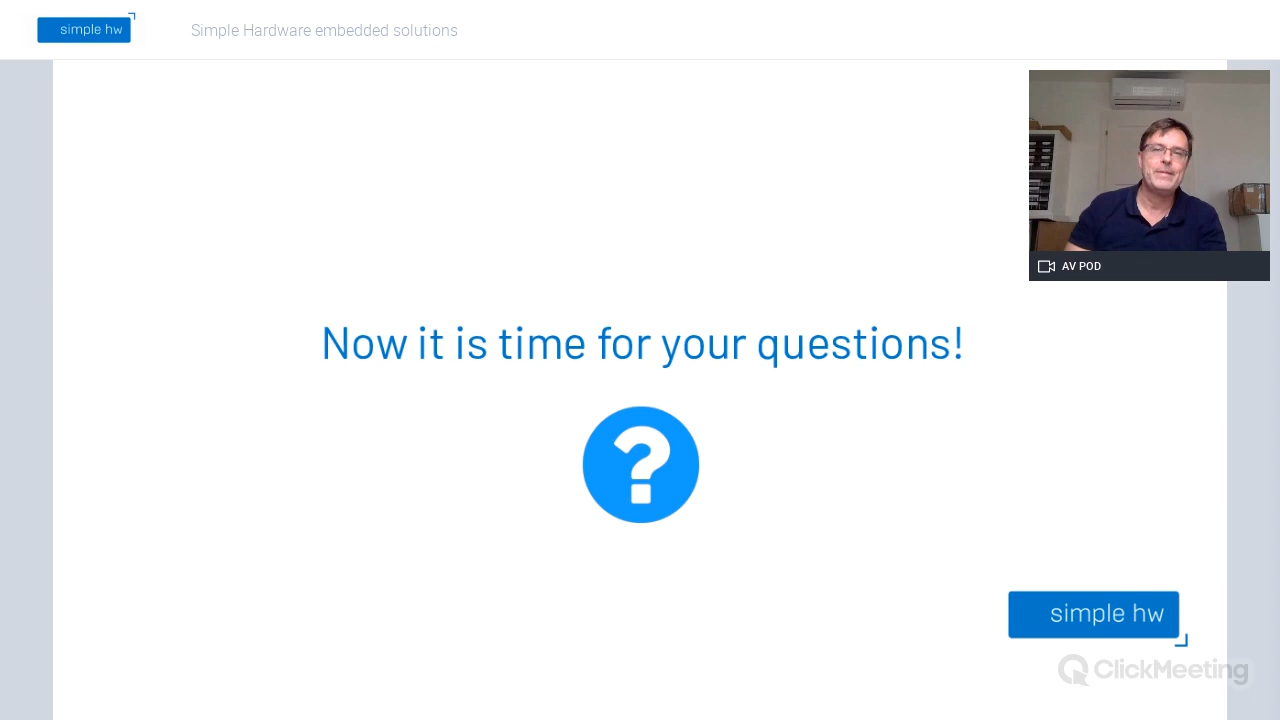 simple hw
Simple Hardware embedded solutions
AV POD
Now it is time for your questions!
?
simple hw
ClickMeeting